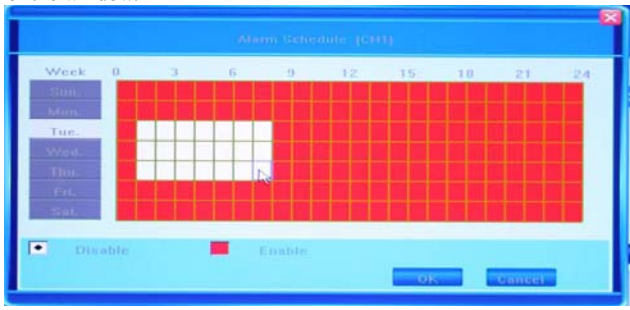 Alarm Schedule [CH1]
Week 0 3 6 9 12 15 18 21 24
Sun.
Mon.
Tue.
Wed.
Thu.
Fri.
Sat.
Disable Enable
OK Cancel